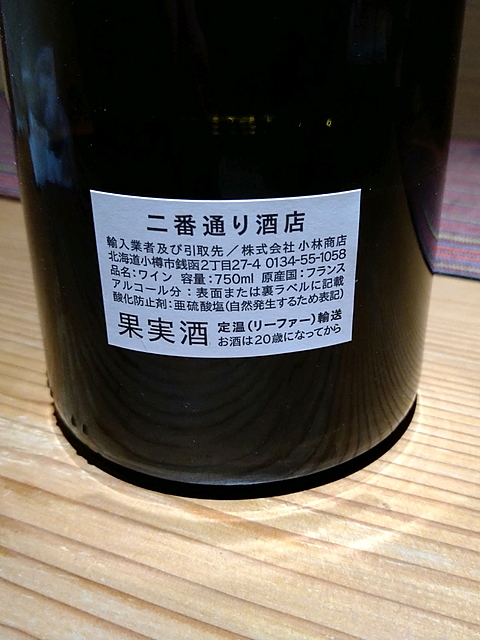 二番通り酒店
輸入業者及び引取先／株式会社小林商店
北海道小樽市銭函2丁目27-4 0134-55-1058
品名:ワイン 容量:750ml 原産国:フランス
アルコール分:表面または裏ラベルに記載
酸化防止剤:亜硫酸塩(自然発生するため表記)
果実酒 定温(リーファー)輸送
お酒は20歳になってから